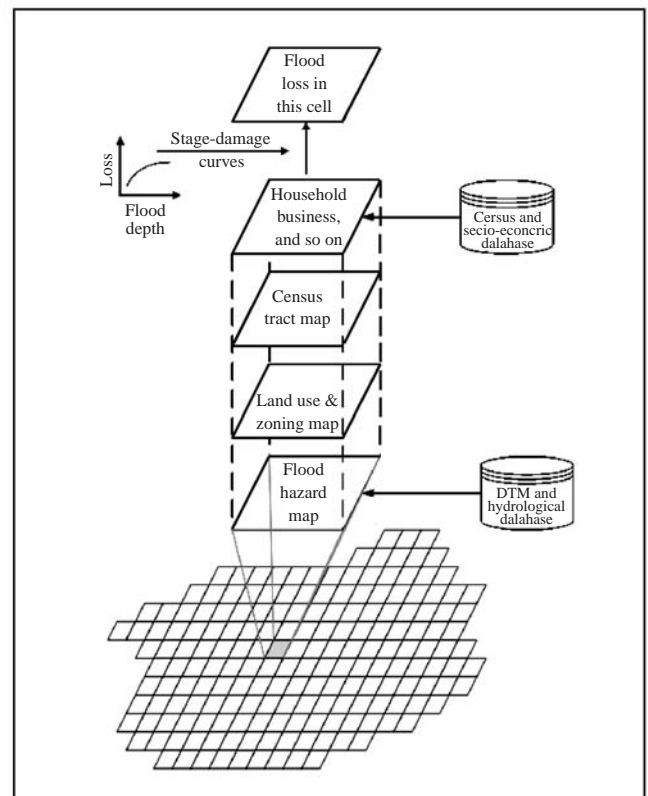 Flood
loss in
this cell
Stage-damage
curves
Loss
Flood
depth
Household
business,
and so on
Cersus and
secio-econcric
dalahase
Census
tract map
Land use &
zoning map
Flood
hazard
map
DTM and
hydrological
dalahase